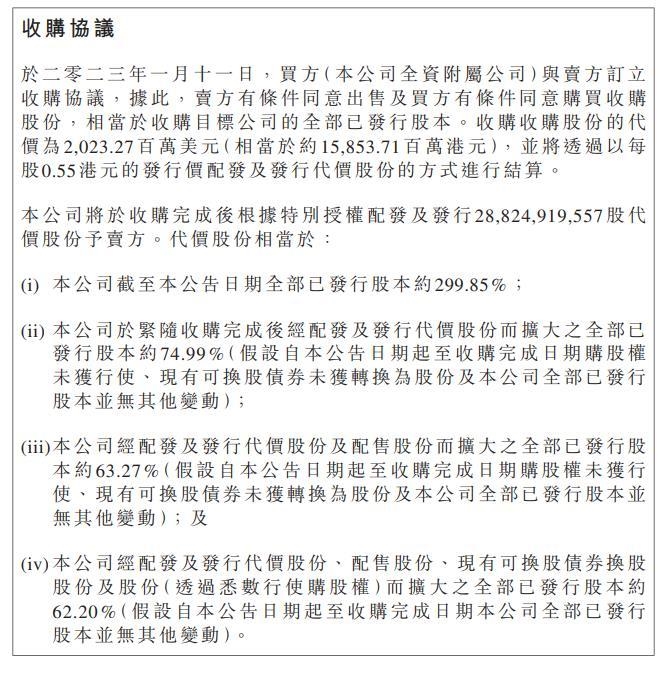 收購協議
於二零二三年一月十一日，買方(本公司全資附屬公司)與賣方訂立
收購協議，據此，賣方有條件同意出售及買方有條件同意購買收購
股份，相當於收購目標公司的全部已發行股本。收購收購股份的代
價為2,023.27百萬美元(相當於約15,853.71百萬港元)，並將透過以每
股0.55港元的發行價配發及發行代價股份的方式進行結算。
本公司將於收購完成後根據特別授權配發及發行28,824,919,557股代
價股份予賣方。代價股份相當於：
(i) 本公司截至本公告日期全部已發行股本約299.85%；
(ii) 本公司於緊隨收購完成後經配發及發行代價股份而擴大之全部已
發行股本約74.99%(假設自本公告日期起至收購完成日期購股權
未獲行使、現有可換股債券未獲轉換為股份及本公司全部已發行
股本並無其他變動)；
(iii)本公司經配發及發行代價股份及配售股份而擴大之全部已發行股
本約63.27%(假設自本公告日期起至收購完成日期購股權未獲行
使、現有可換股債券未獲轉換為股份及本公司全部已發行股本並
無其他變動)；及
(iv)本公司經配發及發行代價股份、配售股份、現有可換股債券換股
股份及股份(透過悉數行使購股權)而擴大之全部已發行股本約
62.20%(假設自本公告日期起至收購完成日期本公司全部已發行
股本並無其他變動)。